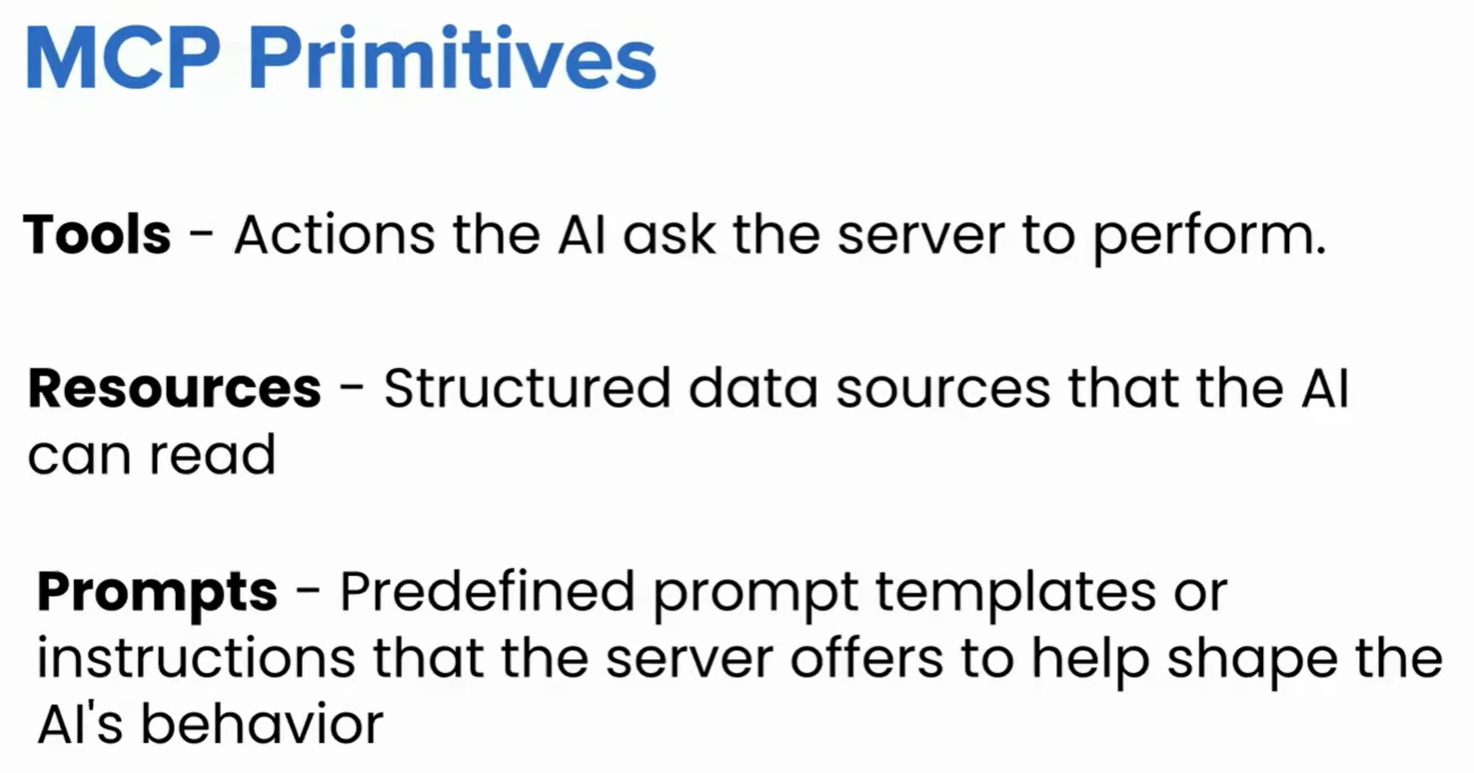 MCP Primitives
Tools - Actions the AI ask the server to perform.
Resources - Structured data sources that the AI
can read
Prompts - Predefined prompt templates or
instructions that the server offers to help shape the
AI's behavior